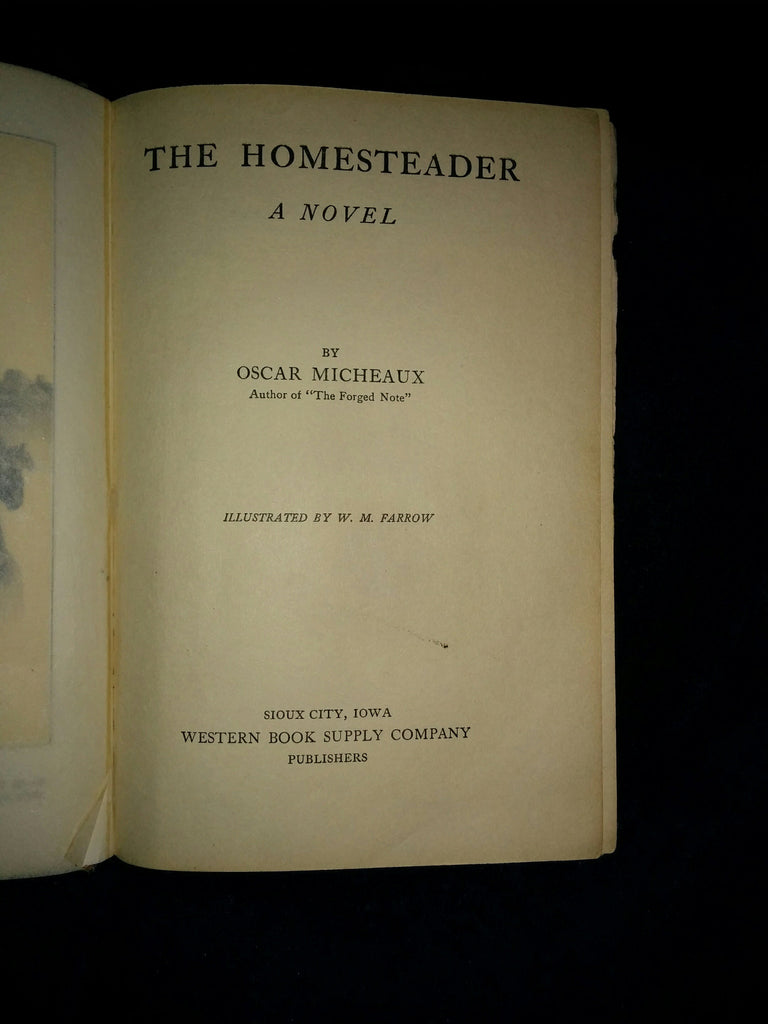 THE HOMESTEADER
A NOVEL
BY
OSCAR MICHEAUX
Author of "The Forged Note"
ILLUSTRATED BY W. M. FARROW
SIOUX CITY, IOWA
WESTERN BOOK SUPPLY COMPANY
PUBLISHERS